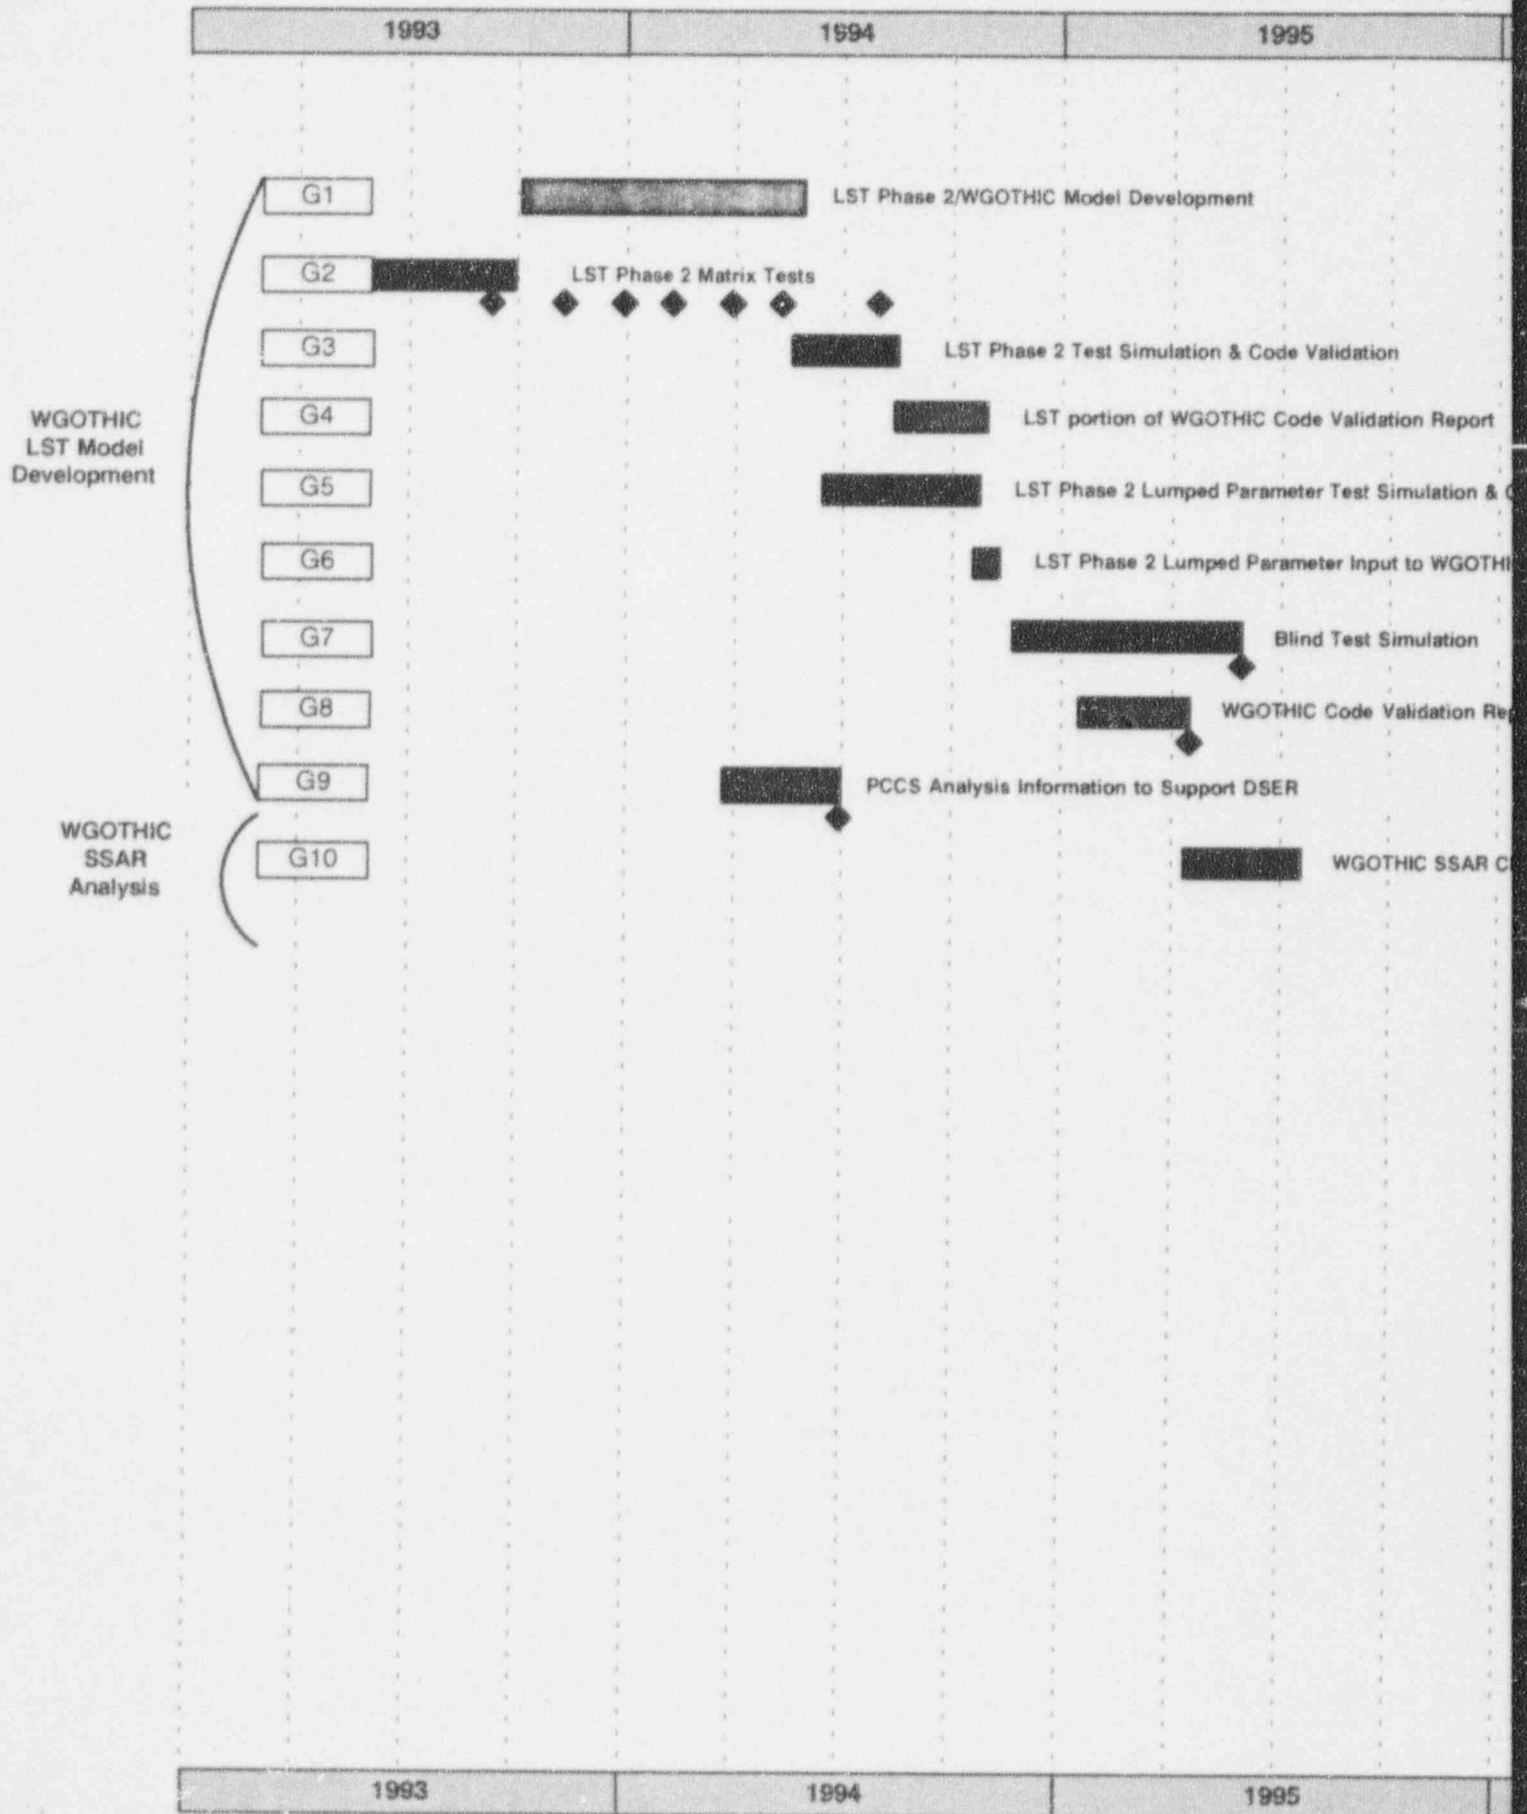 1993 1994 1995
G1 LST Phase 2/WGOTHIC Model Development
G2 LST Phase 2 Matrix Tests
G3 LST Phase 2 Test Simulation & Code Validation
WGOTHIC
LST Model
Development
G4 LST portion of WGOTHIC Code Validation Report
G5 LST Phase 2 Lumped Parameter Test Simulation &
G6 LST Phase 2 Lumped Parameter Input to
G7 Blind Test Simulation
G8 WGOTHIC Code Validation
G9 PCCS Analysis Information to Support DSER
WGOTHIC
SSAR
Analysis
G10 WGOTHIC SSAR
1993 1994 1995